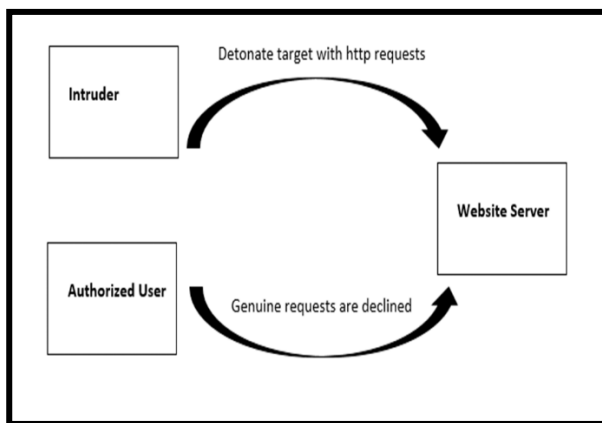 Detonate target with http requests
Intruder
Website Server
Authorized User
Genuine requests are declined